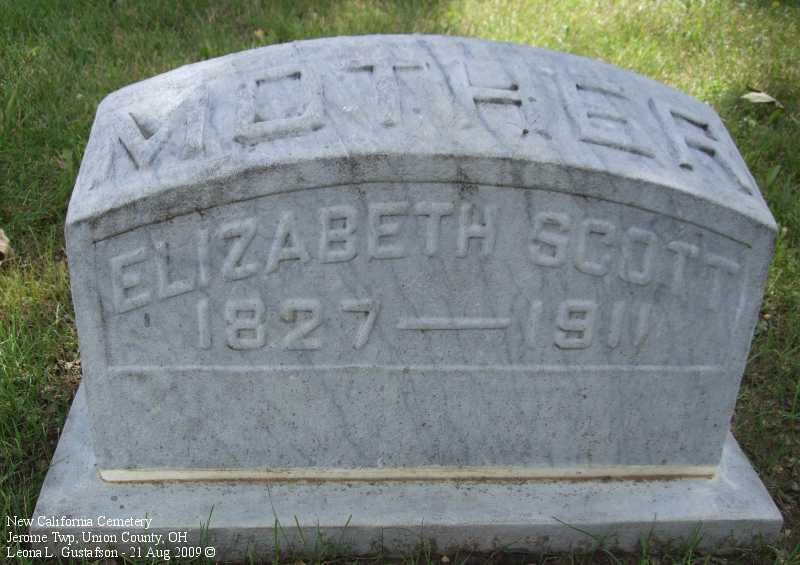 MOTHER
ELIZABETH SCOTT
1827—1911
New California Cemetery
Jerome Twp, Union County, OH
Leona L. Gustafson - 21 Aug 2009 ©